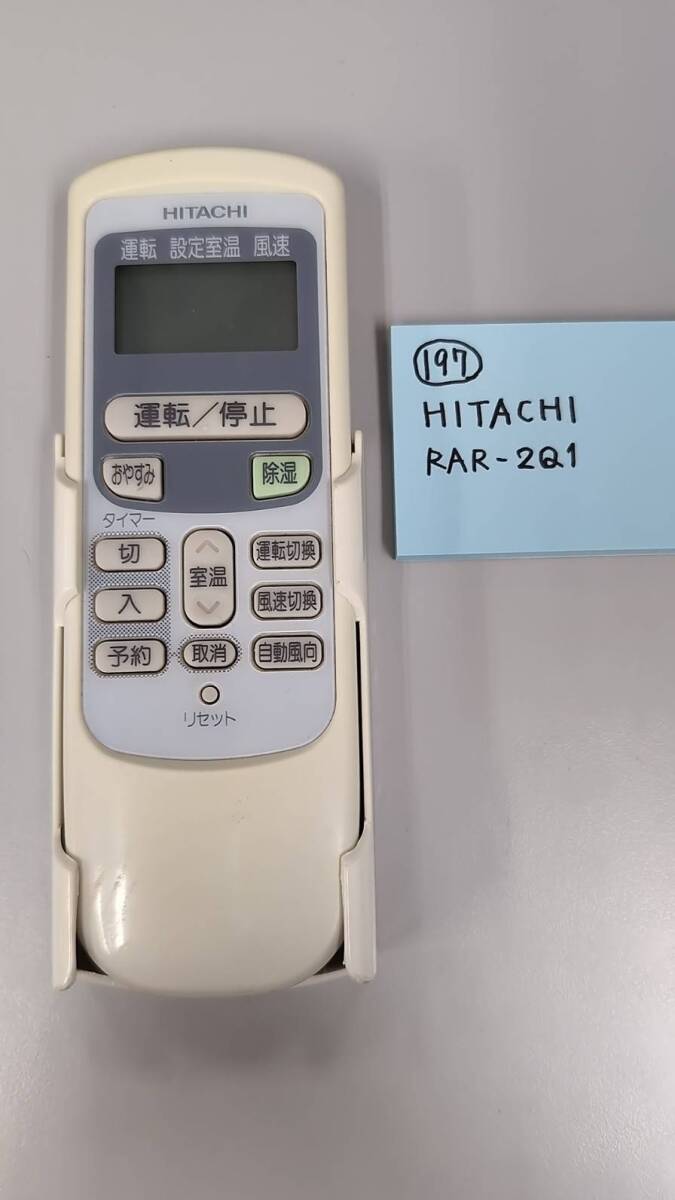 HITACHI
運転 設定室温 風速
運転/停止
おやすみ 除湿
タイマー
切 室温 運転切換
入 風速切換
予約 取消 自動風向
リセット
197
HITACHI
RAR-2Q1